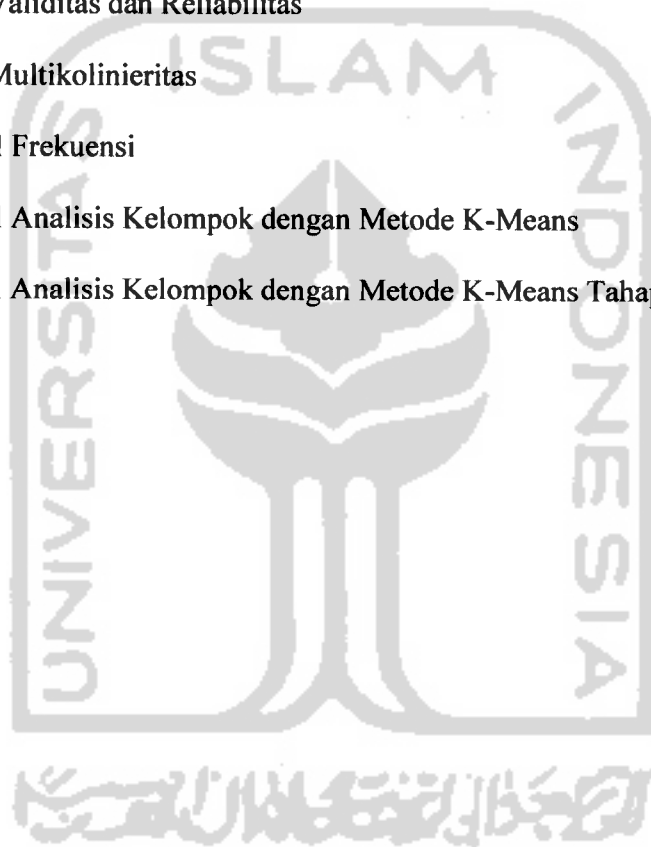 Validitas dan Reliabilitas
Multikolinieritas
Frekuensi
Analisis Kelompok dengan Metode K-Means
Analisis Kelompok dengan Metode K-Means Tahap
UNIVERSITAS ISLAM INDONESIA